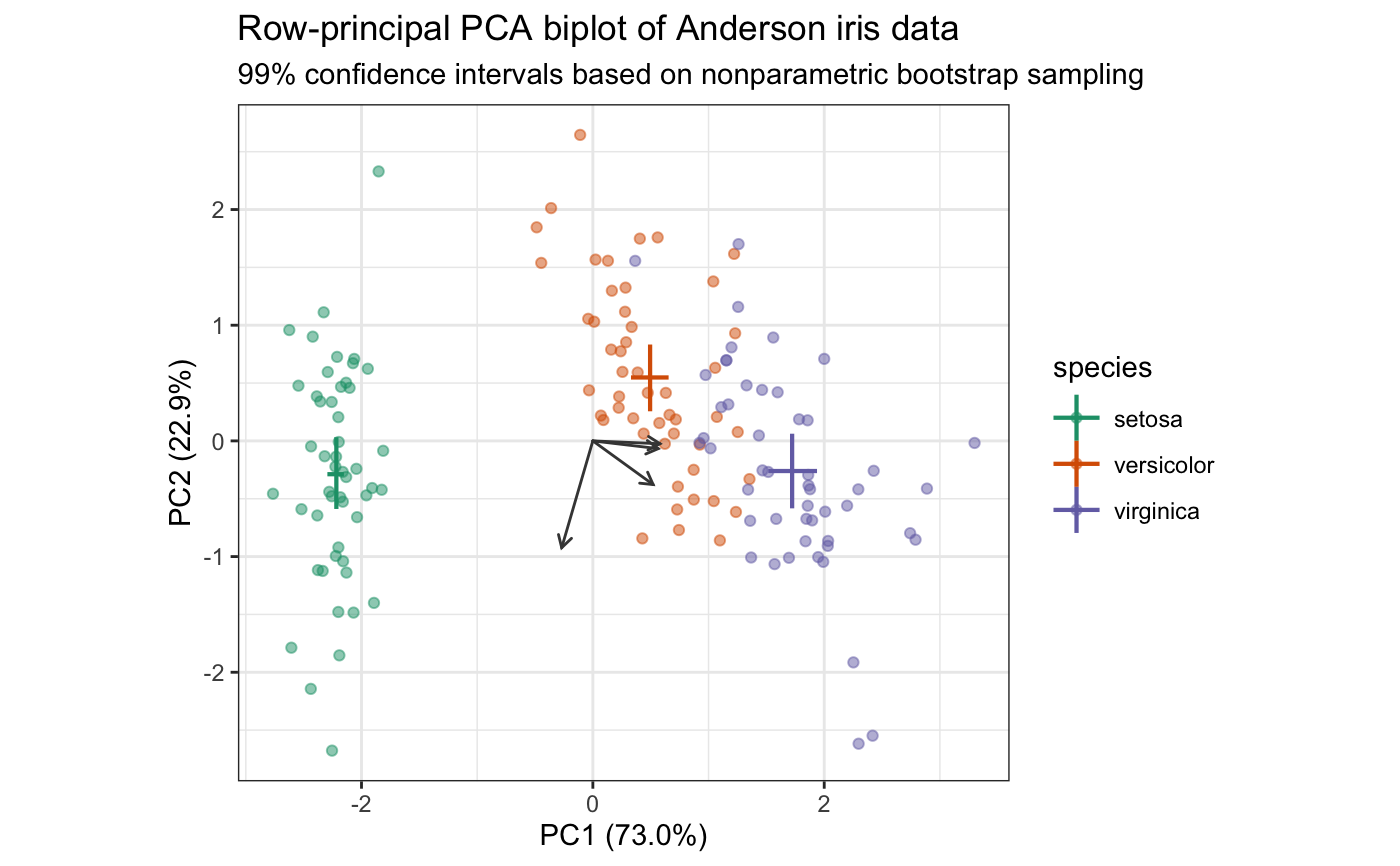 Row-principal PCA biplot of Anderson iris data
99% confidence intervals based on nonparametric bootstrap sampling
PC2 (22.9%)
2
1
0
-1
-2
-2
0
2
PC1 (73.0%)
species
setosa
versicolor
virginica